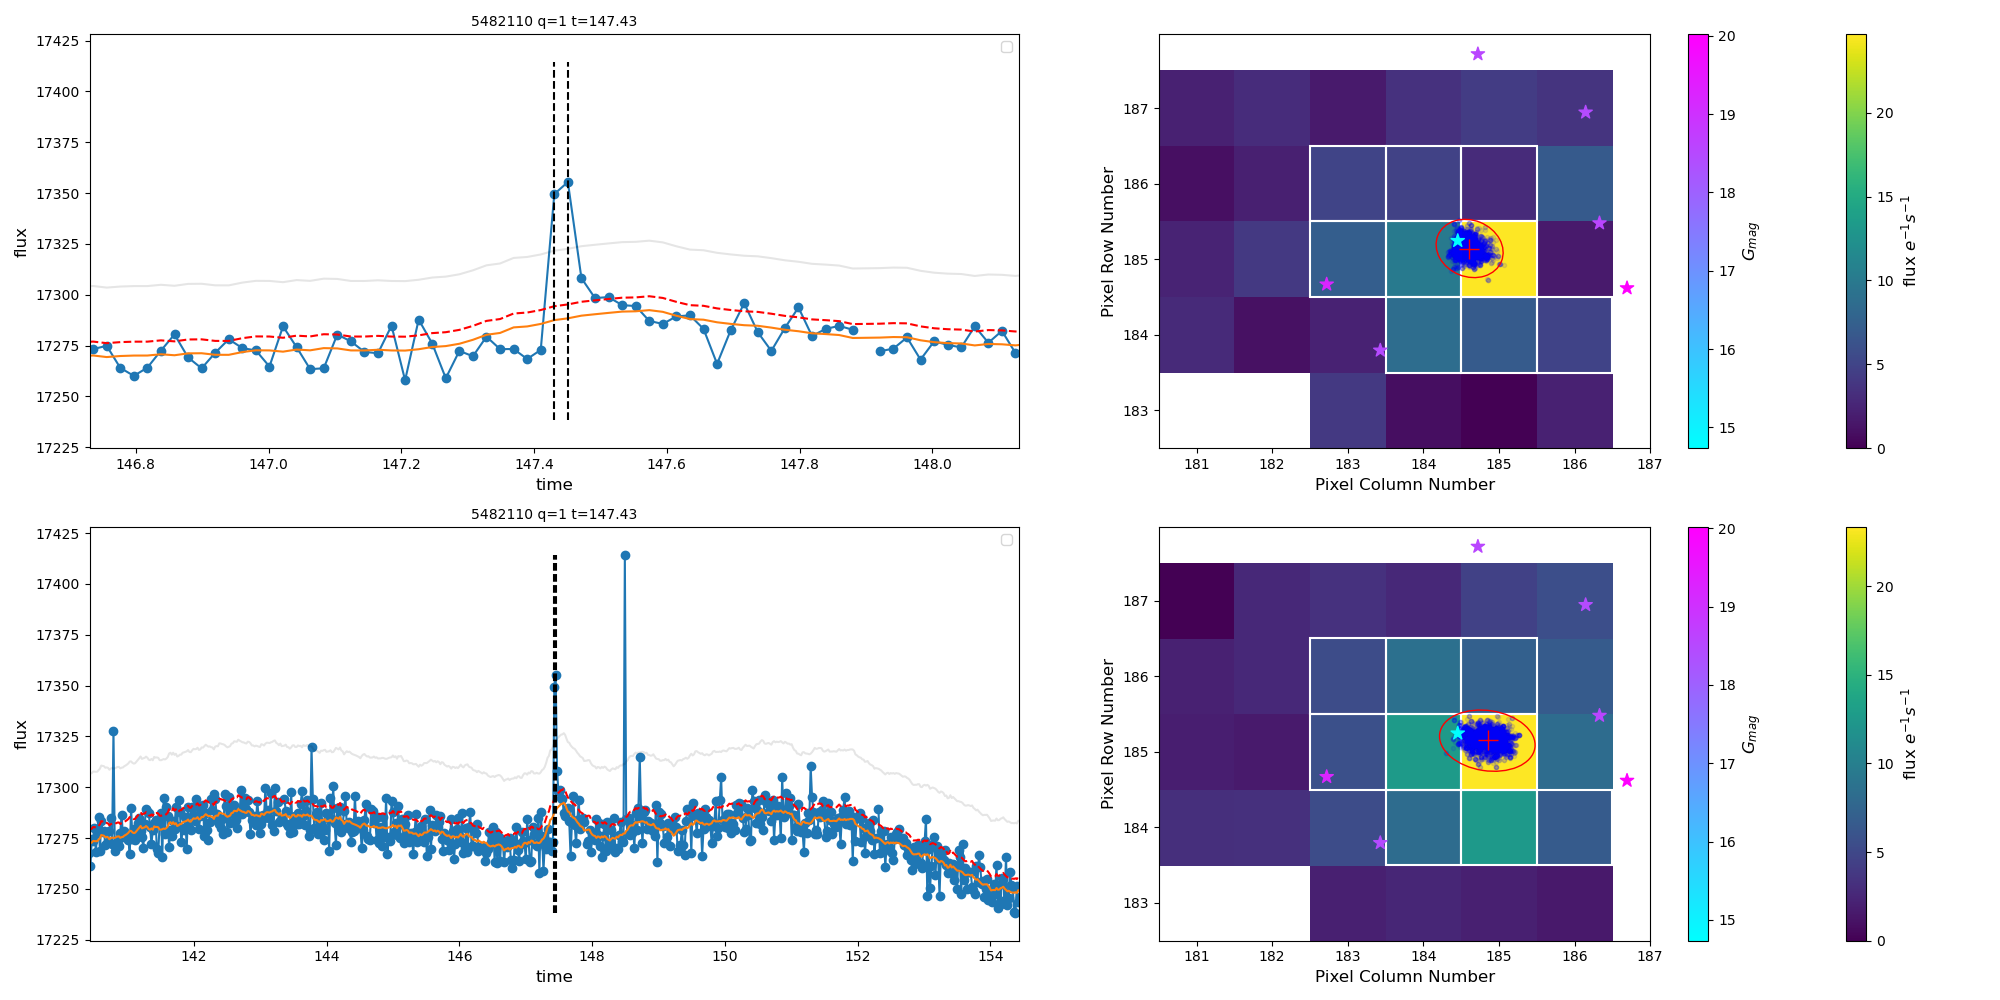 5482110 q=1 t=147.43
17425
17400
17375
17350
17325
17300
17275
17250
17225
flux
146.8 147.0 147.2 147.4 147.6 147.8 148.0
time
187
186
185
184
183
Pixel Row Number
181 182 183 184 185 186 187
Pixel Column Number
20
19
18
17
16
15
G_mag
20
15
10
5
0
flux e⁻¹s⁻¹
5482110 q=1 t=147.43
17425
17400
17375
17350
17325
17300
17275
17250
17225
flux
142 144 146 148 150 152 154
time
187
186
185
184
183
Pixel Row Number
181 182 183 184 185 186 187
Pixel Column Number
20
19
18
17
16
15
G_mag
20
15
10
5
0
flux e⁻¹s⁻¹